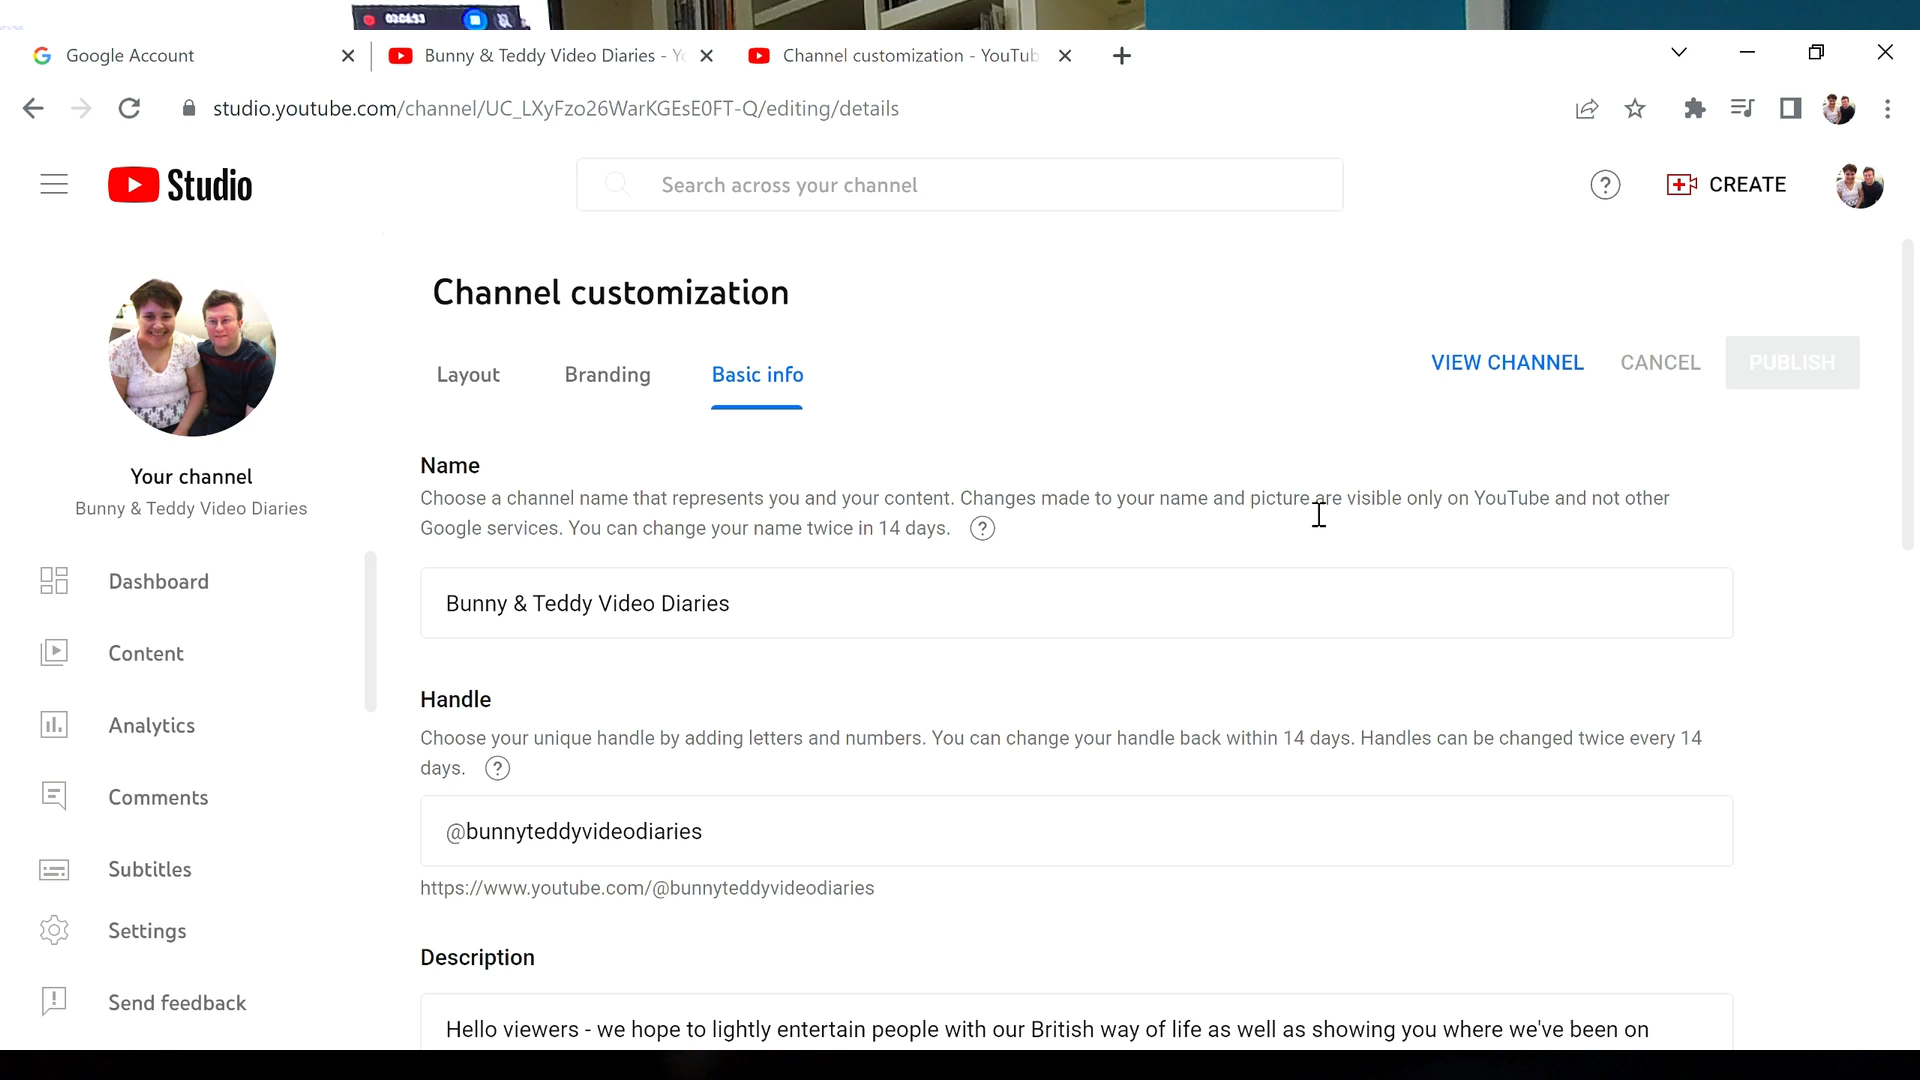 03:04:53
Google Account
Bunny & Teddy Video Diaries - Yo
Channel customization - YouTub
studio.youtube.com/channel/UC_LXyFzo26WarKGEsE0FT-Q/editing/details
Studio
Search across your channel
CREATE
Channel customization
Layout
Branding
Basic info
VIEW CHANNEL
CANCEL
PUBLISH
Your channel
Bunny & Teddy Video Diaries
Dashboard
Content
Analytics
Comments
Subtitles
Settings
Send feedback
Name
Choose a channel name that represents you and your content. Changes made to your name and picture are visible only on YouTube and not other
Google services. You can change your name twice in 14 days.
Bunny & Teddy Video Diaries
Handle
Choose your unique handle by adding letters and numbers. You can change your handle back within 14 days. Handles can be changed twice every 14
days.
@bunnyteddyvideodiaries
https://www.youtube.com/@bunnyteddyvideodiaries
Description
Hello viewers - we hope to lightly entertain people with our British way of life as well as showing you where we've been on